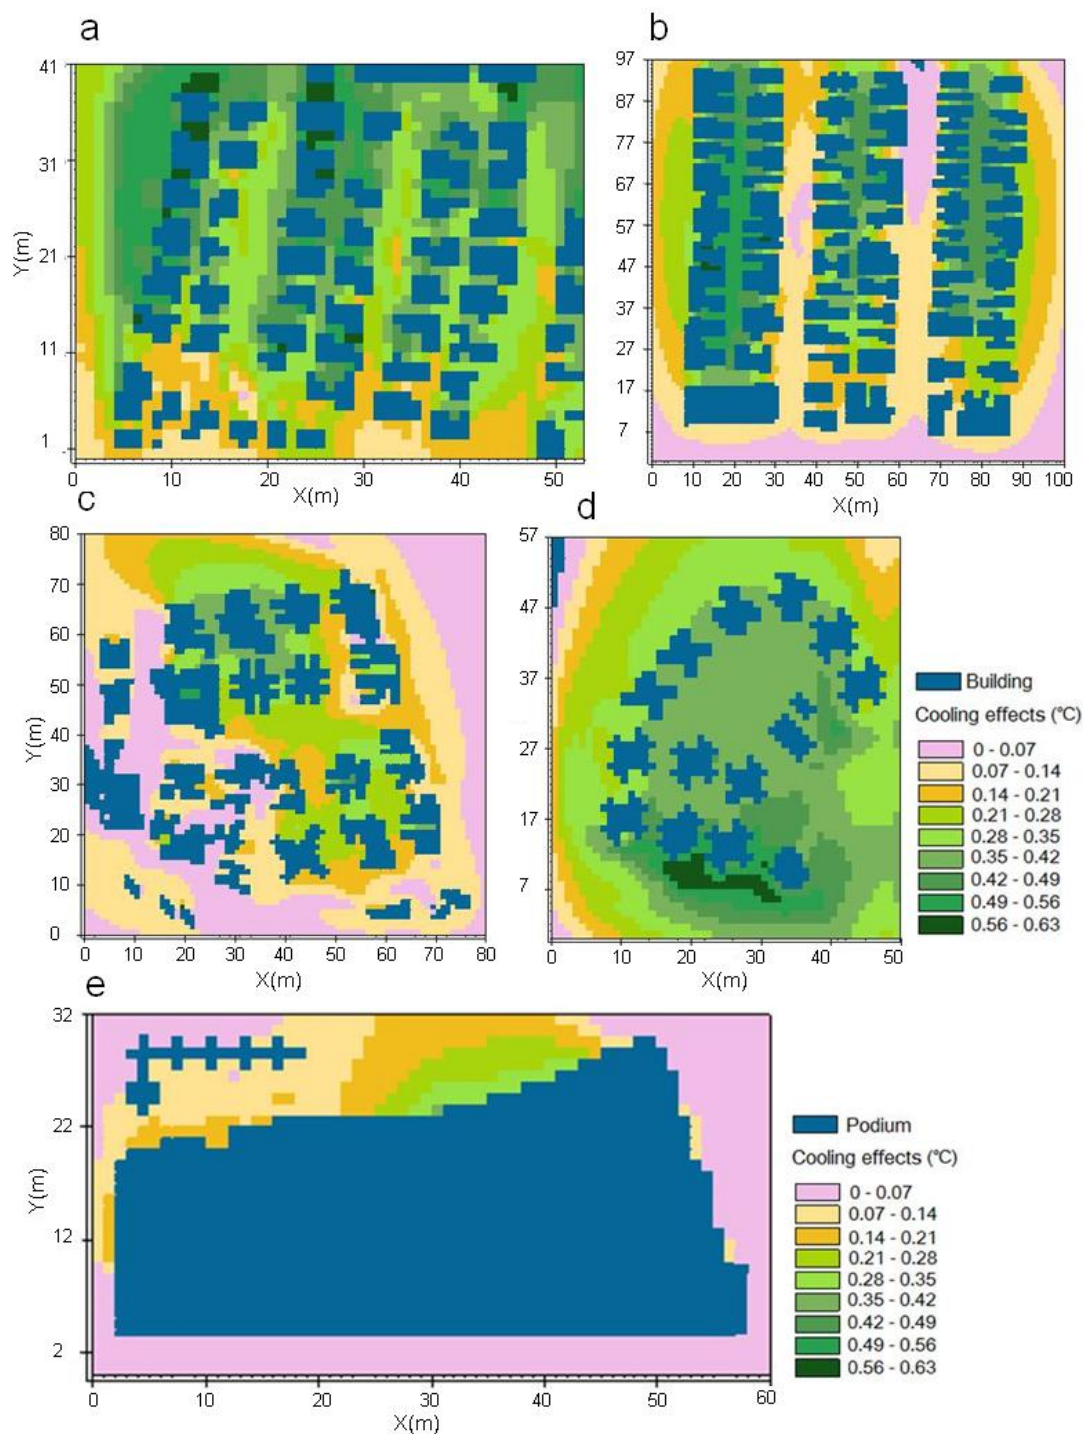 a
b
41
31
21
11
1
Y(m)
0 10 20 30 40 50
X(m)
97
87
77
67
57
47
37
27
17
7
0 10 20 30 40 50 60 70 80 90 100
X(m)
c
d
80
70
60
50
40
30
20
10
0
Y(m)
0 10 20 30 40 50 60 70 80
X(m)
57
47
37
27
17
7
0 10 20 30 40 50
X(m)
Building
Cooling effects (°C)
0 - 0.07
0.07 - 0.14
0.14 - 0.21
0.21 - 0.28
0.28 - 0.35
0.35 - 0.42
0.42 - 0.49
0.49 - 0.56
0.56 - 0.63
e
32
22
12
2
Y(m)
0 10 20 30 40 50 60
X(m)
Podium
Cooling effects (°C)
0 - 0.07
0.07 - 0.14
0.14 - 0.21
0.21 - 0.28
0.28 - 0.35
0.35 - 0.42
0.42 - 0.49
0.49 - 0.56
0.56 - 0.63